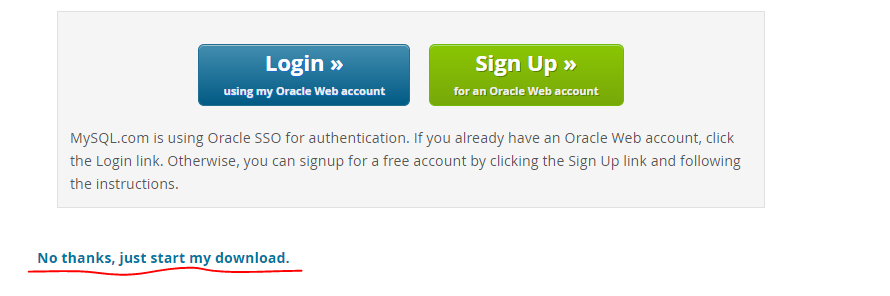 Login »
using my Oracle Web account
Sign Up »
for an Oracle Web account
MySQL.com is using Oracle SSO for authentication. If you already have an Oracle Web account, click
the Login link. Otherwise, you can signup for a free account by clicking the Sign Up link and following
the instructions.
No thanks, just start my download.